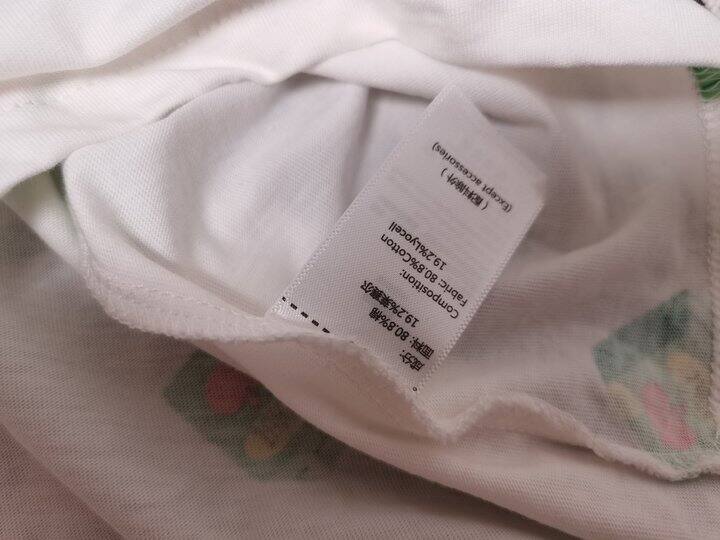 成分:
面料: 80.8%棉
19.2%莱赛尔
Composition:
Fabric: 80.8%Cotton
19.2%Lyocell
(配料除外)
(Except accessories)